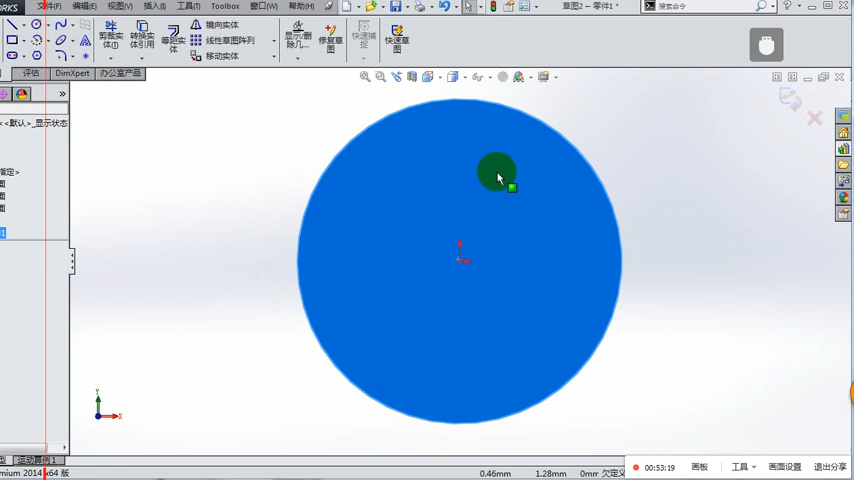 ORKS 文件(F) 编辑(E) 视图(V) 插入(I) 工具(T) Toolbox 窗口(W) 帮助(H) 草图2 – 零件1 * 搜索命令
剪裁实体(T) 转换实体引用 等距实体 镜向实体 线性草图阵列 移动实体 显示/删除几... 修复草图 快速捕捉 快速草图
评估 DimXpert 办公室产品
<<默认>_显示状态
指定>
面
面
面
1
Y
X
型 运动算例1
mium 2014 x64 版 0.46mm 1.28mm 0mm 欠定义
00:53:19 画板 工具 画面设置 退出分享